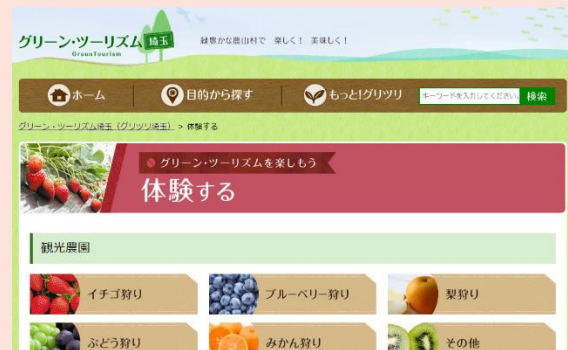 グリーン・ツーリズム 埼玉
GreenTourism
緑豊かな農山村で 楽しく! 美味しく!
ホーム
目的から探す
もっと!グリツリ
キーワードを入力してください。 検索
グリーン・ツーリズム埼玉(グリツリ埼玉) > 体験する
グリーン・ツーリズムを楽しもう
体験する
観光農園
イチゴ狩り
ブルーベリー狩り
梨狩り
ぶどう狩り
みかん狩り
その他